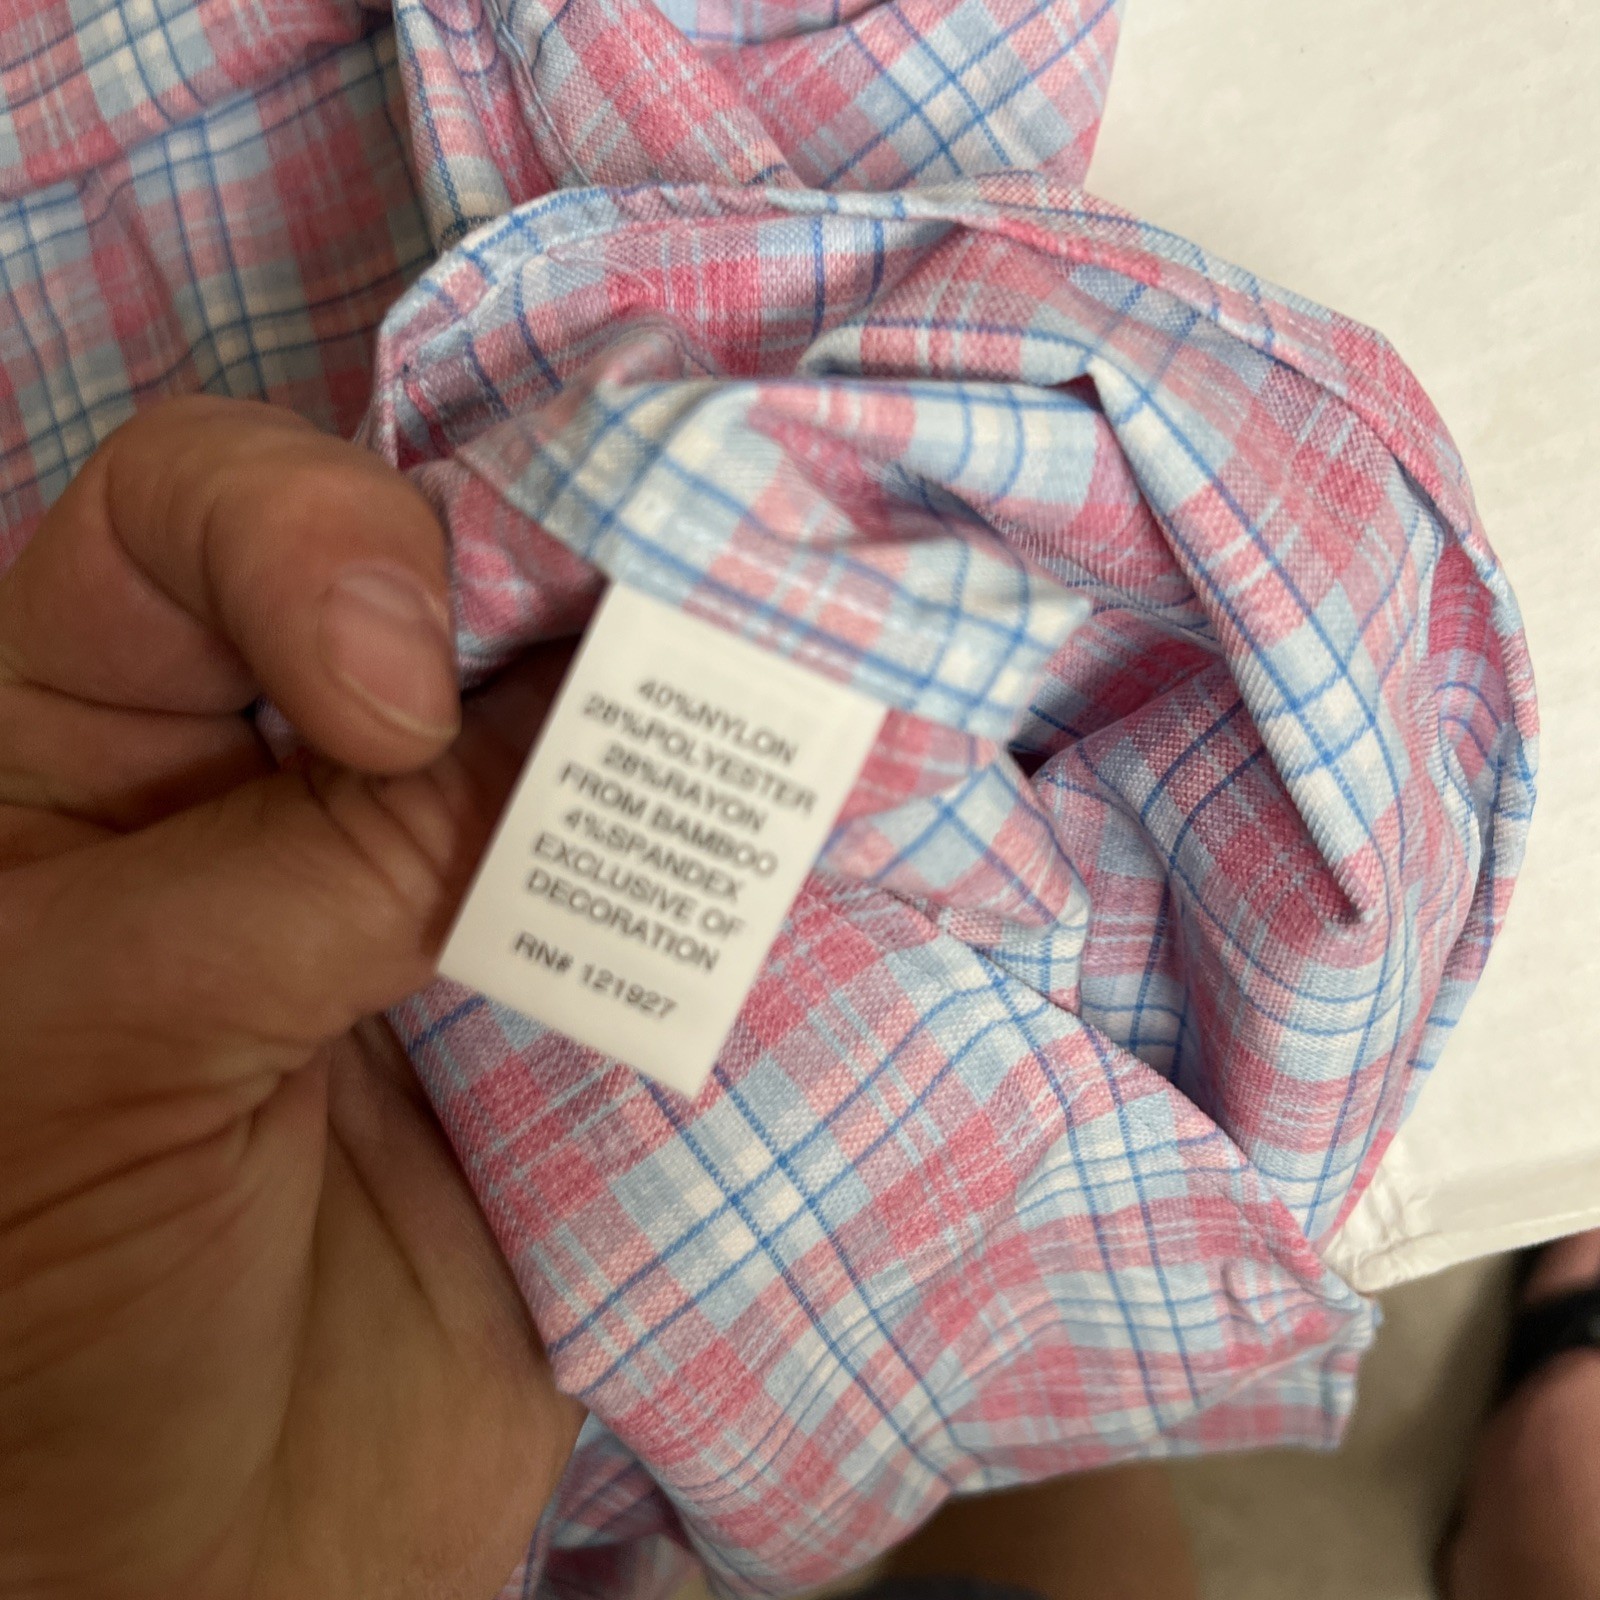 40%NYLON
28%POLYESTER
28%RAYON
FROM BAMBOO
4%SPANDEX
EXCLUSIVE OF
DECORATION
RN# 121927